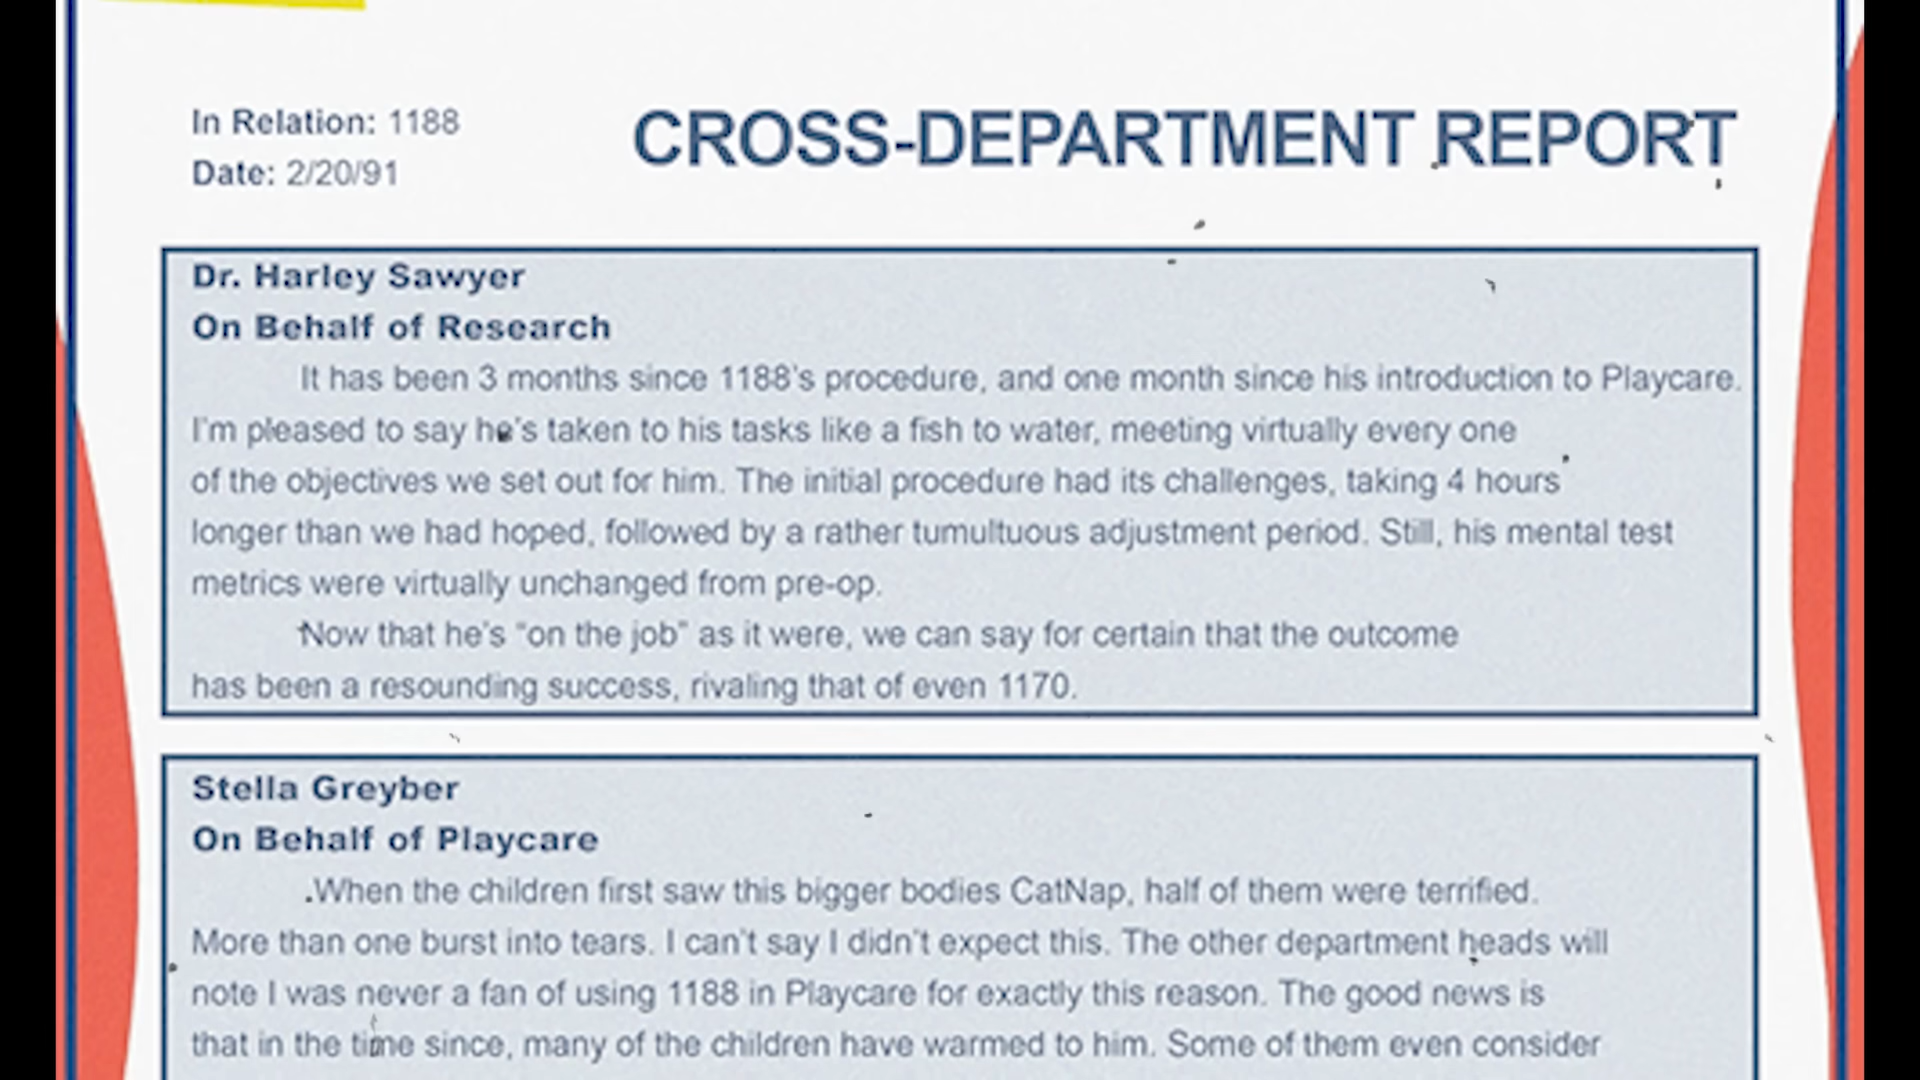 In Relation: 1188
Date: 2/20/91
CROSS-DEPARTMENT REPORT
Dr. Harley Sawyer
On Behalf of Research
It has been 3 months since 1188's procedure, and one month since his introduction to Playcare.
I'm pleased to say he's taken to his tasks like a fish to water, meeting virtually every one
of the objectives we set out for him. The initial procedure had its challenges, taking 4 hours
longer than we had hoped, followed by a rather tumultuous adjustment period. Still, his mental test
metrics were virtually unchanged from pre-op.
Now that he's "on the job" as it were, we can say for certain that the outcome
has been a resounding success, rivaling that of even 1170.
Stella Greyber
On Behalf of Playcare
When the children first saw this bigger bodies CatNap, half of them were terrified.
More than one burst into tears. I can't say I didn't expect this. The other department heads will
note I was never a fan of using 1188 in Playcare for exactly this reason. The good news is
that in the time since, many of the children have warmed to him. Some of them even consider